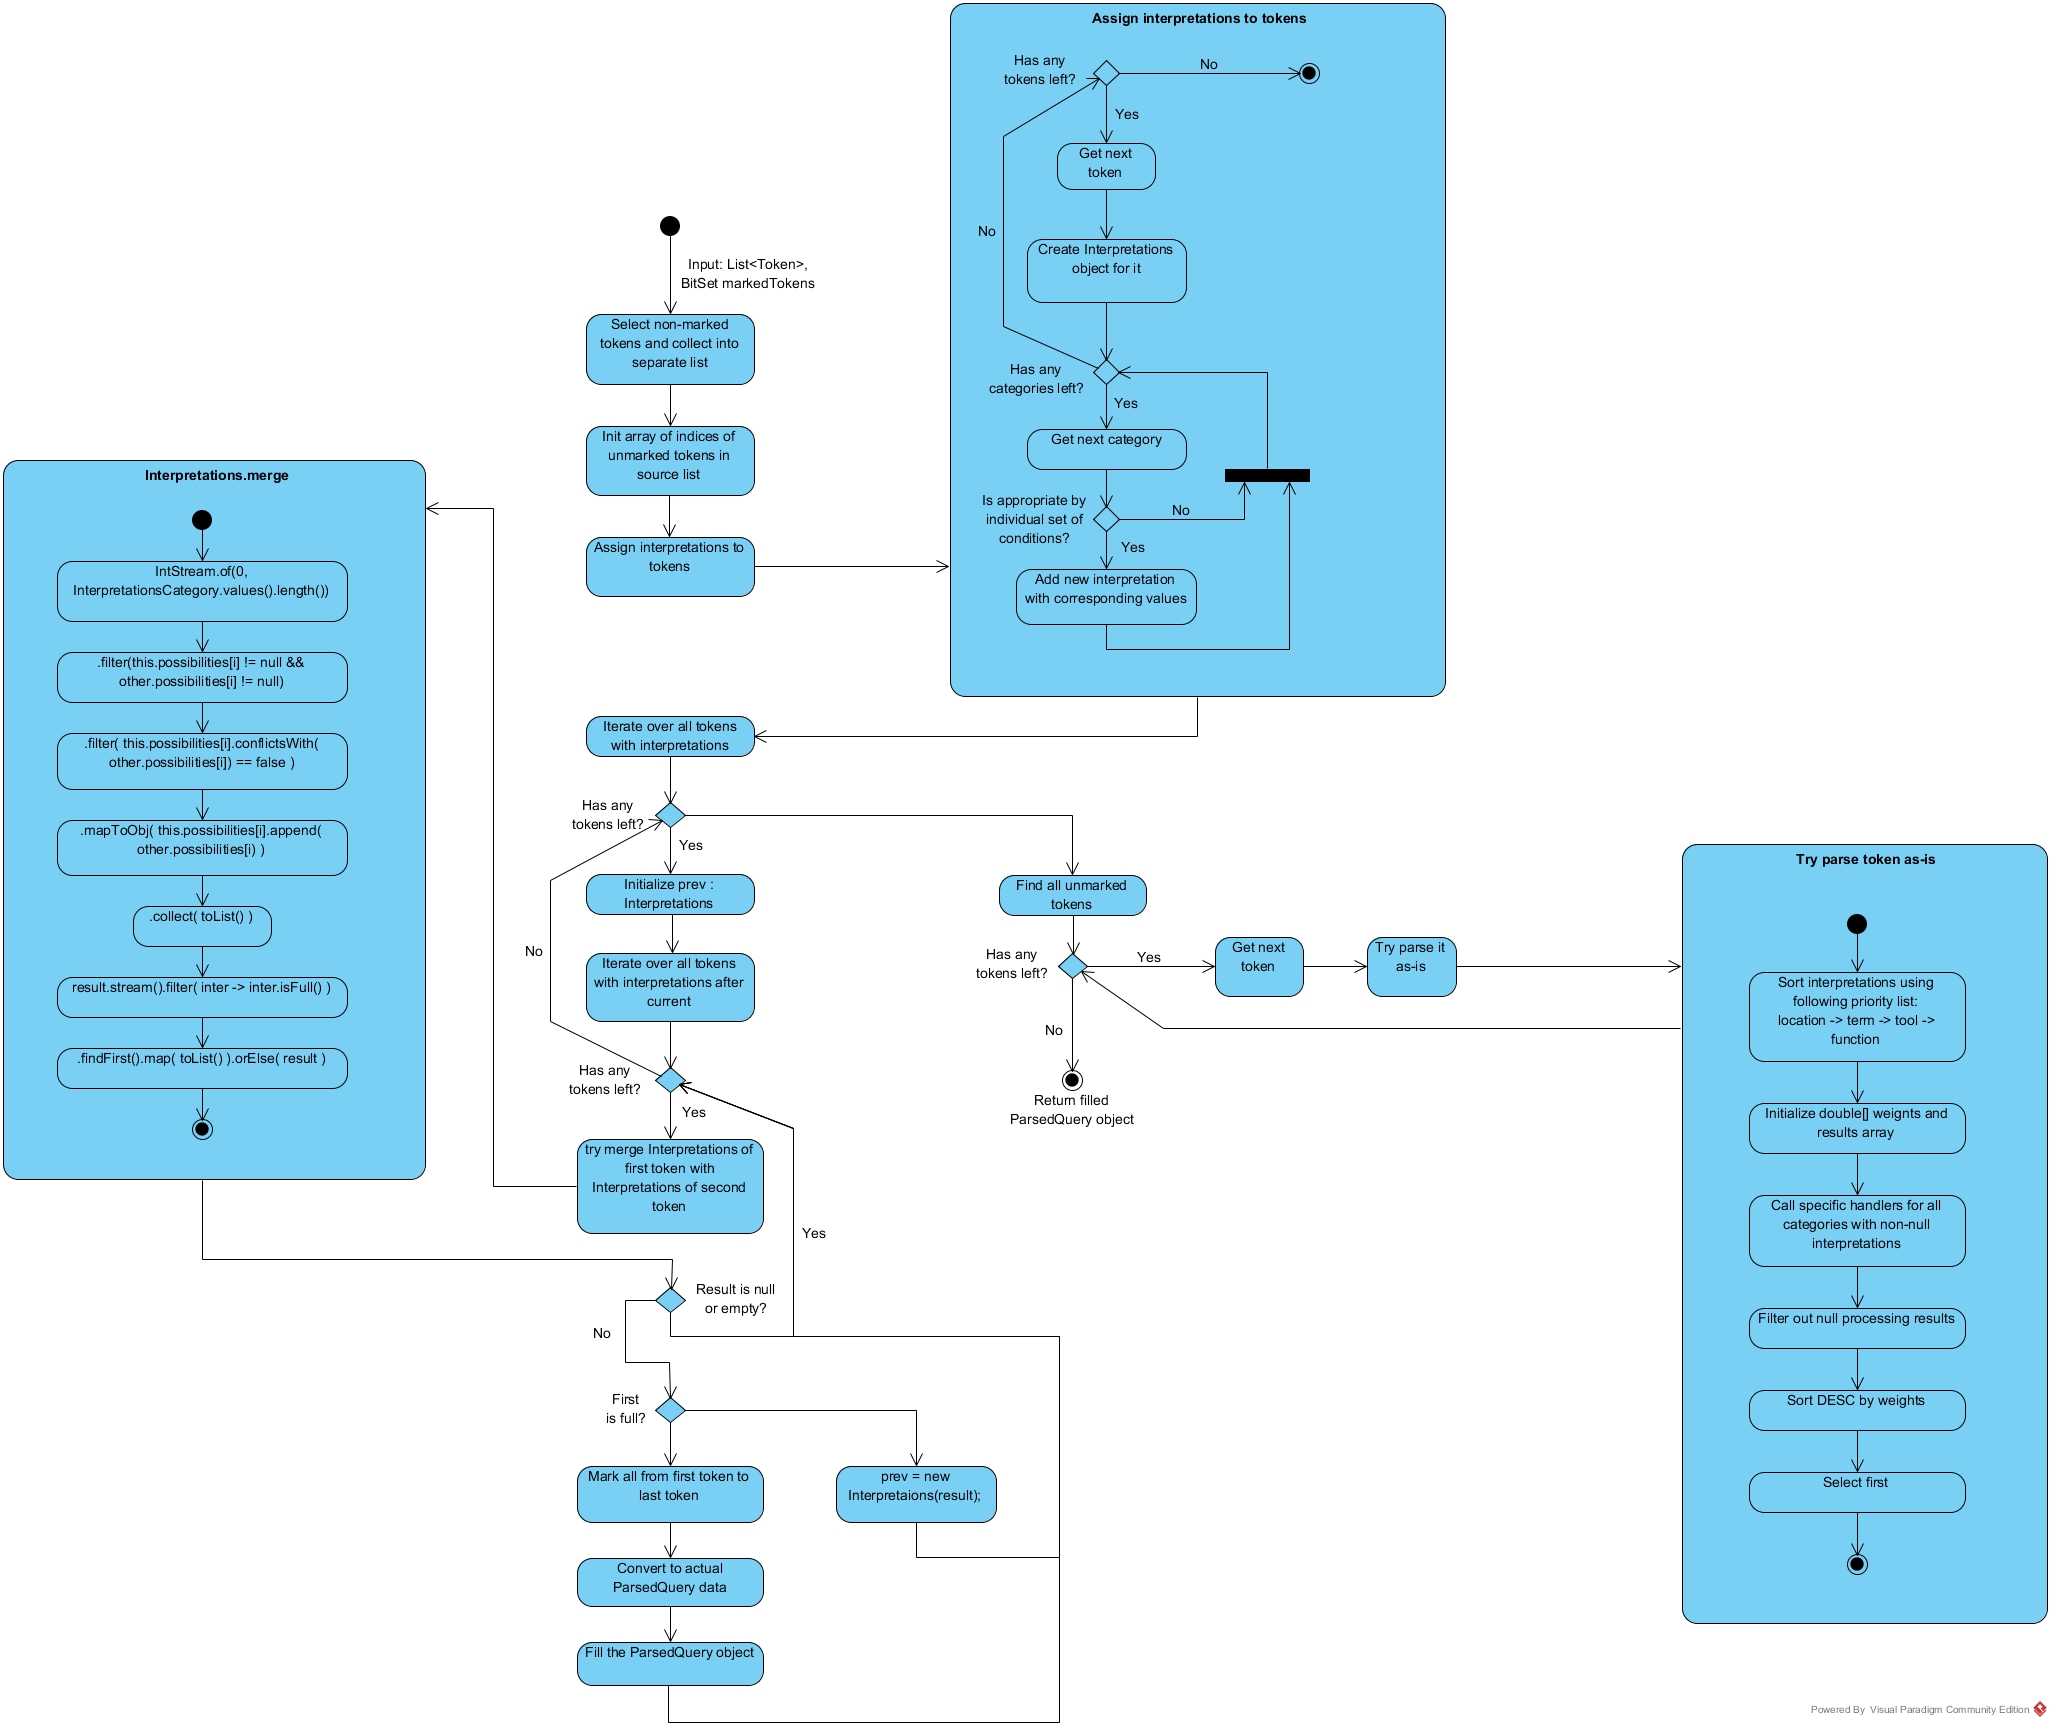 Assign interpretations to tokens
Has any
tokens left?
No
Yes
Get next
token
Create Interpretations
object for it
No
Has any
categories left?
Yes
Get next category
Is appropriate by
individual set of
conditions?
No
Yes
Add new interpretation
with corresponding values
Input: List<Token>,
BitSet markedTokens
Select non-marked
tokens and collect into
separate list
Init array of indices of
unmarked tokens in
source list
Assign interpretations to
tokens
Interpretations.merge
IntStream.of(0,
InterpretationsCategory.values().length())
.filter(this.possibilities[i] != null &&
other.possibilities[i] != null)
.filter( this.possibilities[i].conflictsWith(
other.possibilities[i]) == false )
.mapToObj( this.possibilities[i].append(
other.possibilities[i) )
.collect( toList() )
result.stream().filter( inter -> inter.isFull() )
.findFirst().map( toList() ).orElse( result )
Iterate over all tokens
with interpretations
Has any
tokens left?
Yes
Initialize prev :
Interpretations
Iterate over all tokens
with interpretations after
current
No
Has any
tokens left?
Yes
try merge Interpretations of
first token with
Interpretations of second
token
Yes
Result is null
or empty?
No
First
is full?
Mark all from first token to
last token
prev = new
Interpretaions(result);
Convert to actual
ParsedQuery data
Fill the ParsedQuery object
Find all unmarked
tokens
Has any
tokens left?
Yes
Get next
token
Try parse it
as-is
No
Return filled
ParsedQuery object
Try parse token as-is
Sort interpretations using
following priority list:
location -> term -> tool ->
function
Initialize double[] weignts and
results array
Call specific handlers for all
categories with non-null
interpretations
Filter out null processing results
Sort DESC by weights
Select first
Powered By Visual Paradigm Community Edition